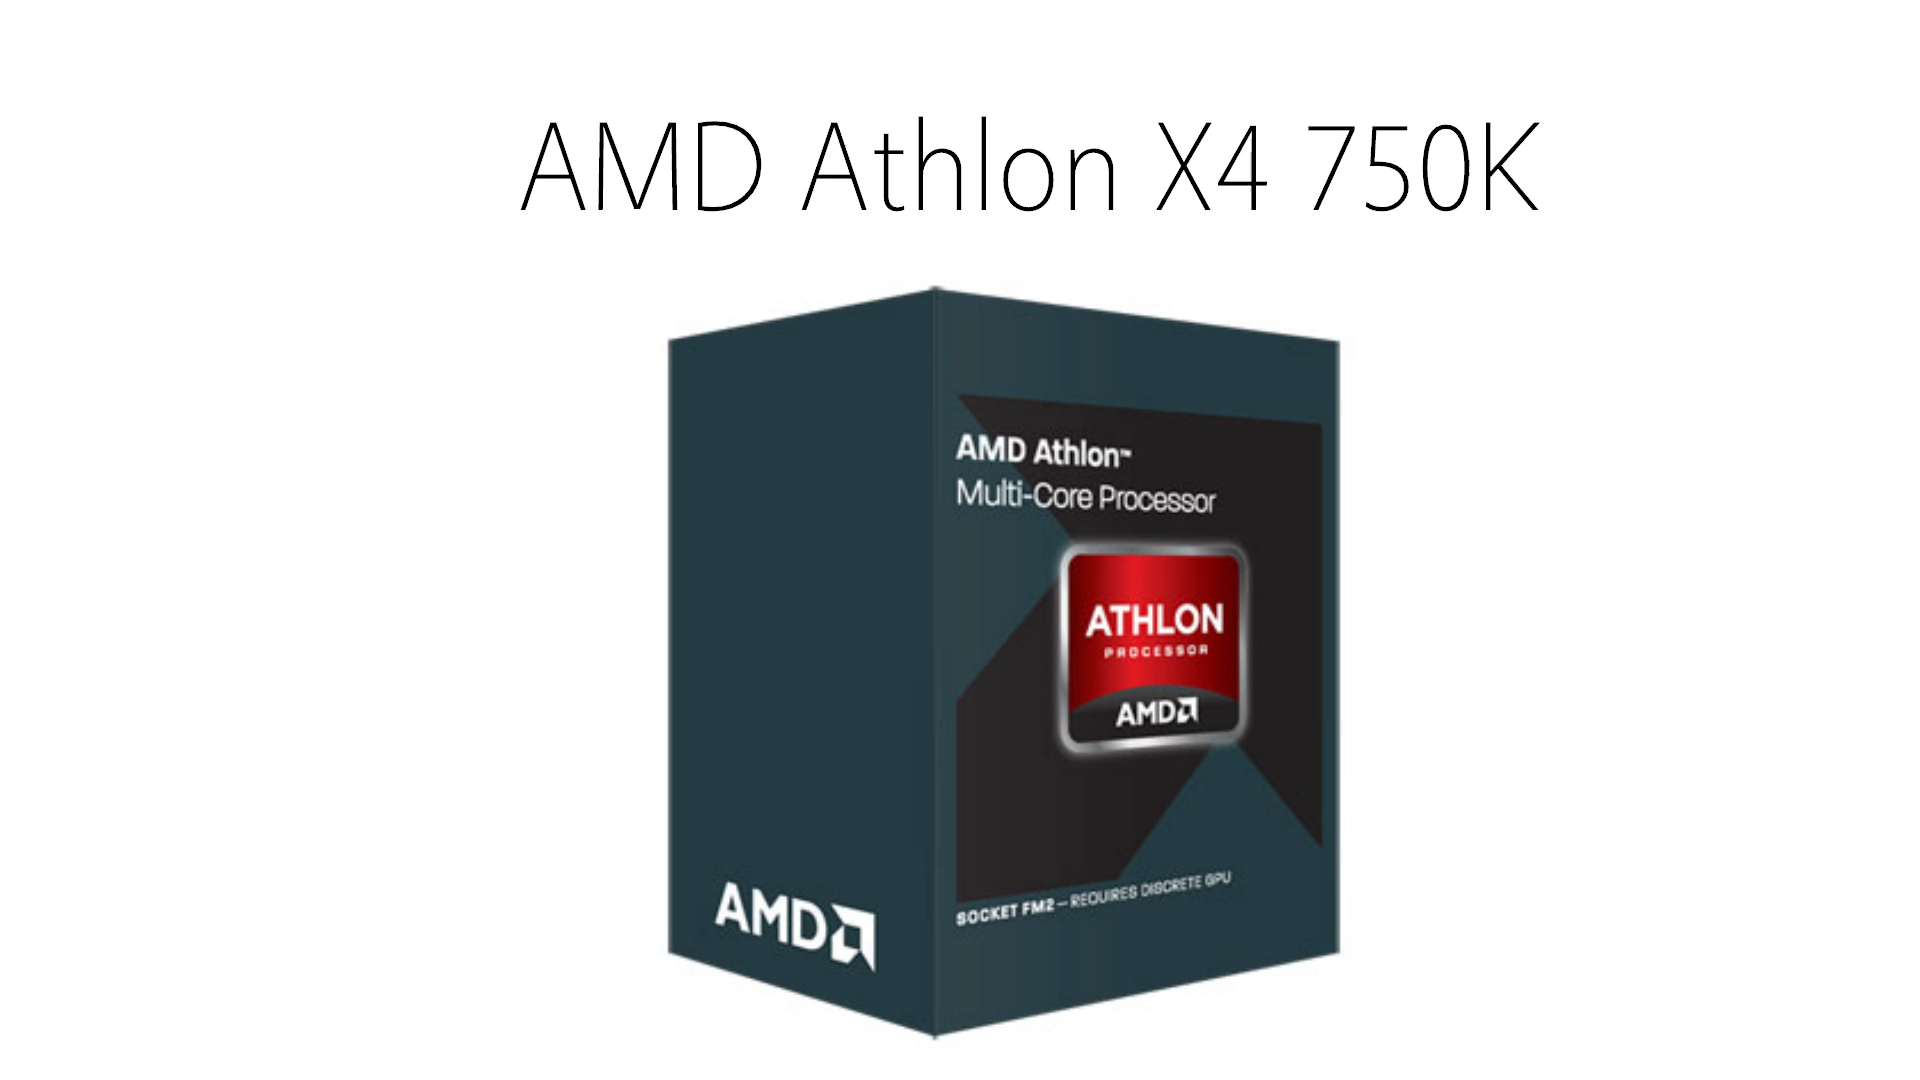 AMD Athlon X4 750K
AMD Athlon™
Multi-Core Processor
ATHLON
PROCESSOR
AMD
SOCKET FM2 – REQUIRES DISCRETE GPU
AMD